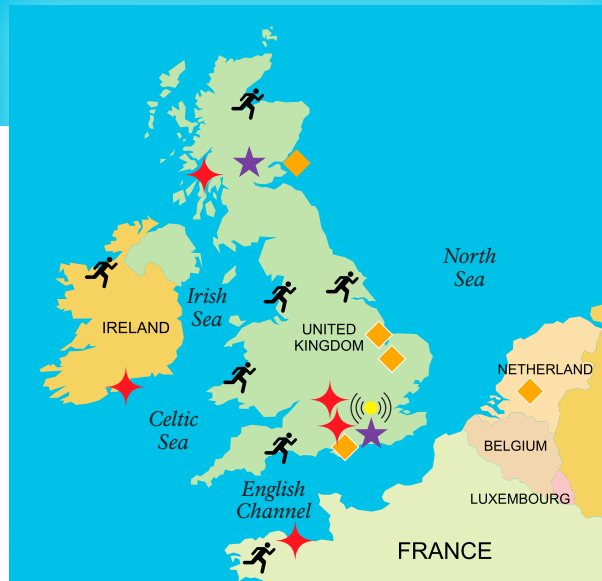 North
Sea
Irish
Sea
IRELAND
UNITED
KINGDOM
NETHERLAND
Celtic
Sea
BELGIUM
English
Channel
LUXEMBOURG
FRANCE